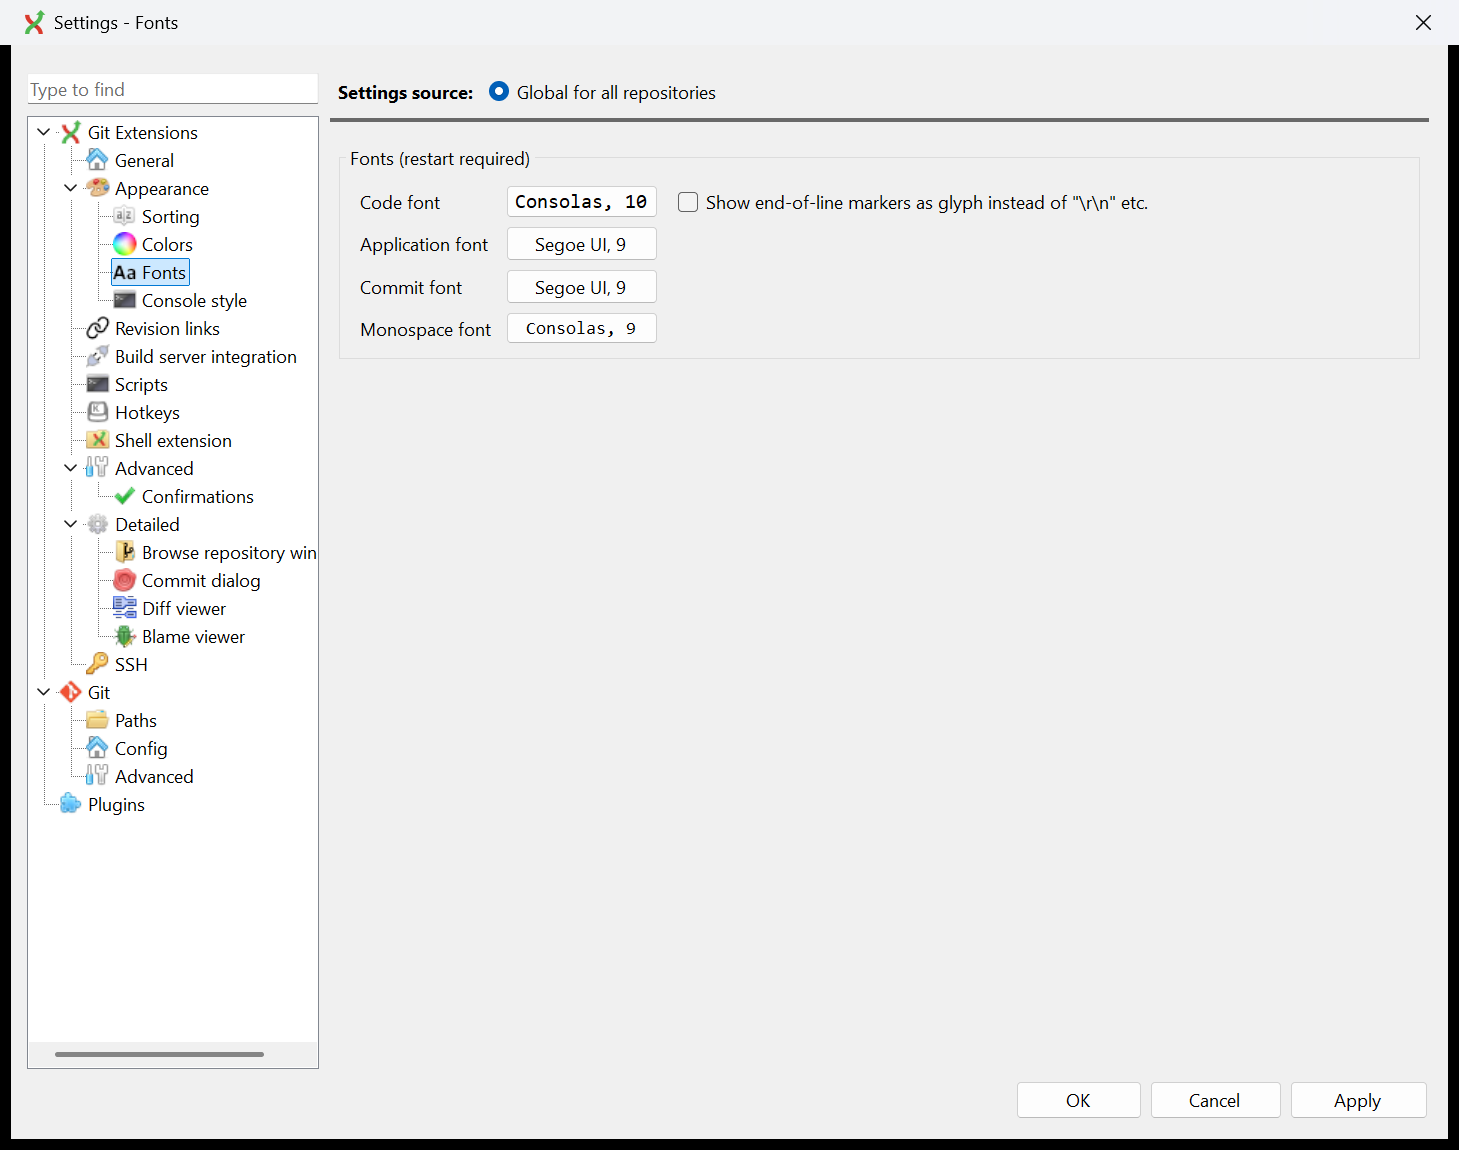 Settings - Fonts
Type to find
Git Extensions
General
Appearance
Sorting
Colors
Aa Fonts
Console style
Revision links
Build server integration
Scripts
Hotkeys
Shell extension
Advanced
Confirmations
Detailed
Browse repository win
Commit dialog
Diff viewer
Blame viewer
SSH
Git
Paths
Config
Advanced
Plugins
Settings source: Global for all repositories
Fonts (restart required)
Code font Consolas, 10 Show end-of-line markers as glyph instead of "\r\n" etc.
Application font Segoe UI, 9
Commit font Segoe UI, 9
Monospace font Consolas, 9
OK Cancel Apply